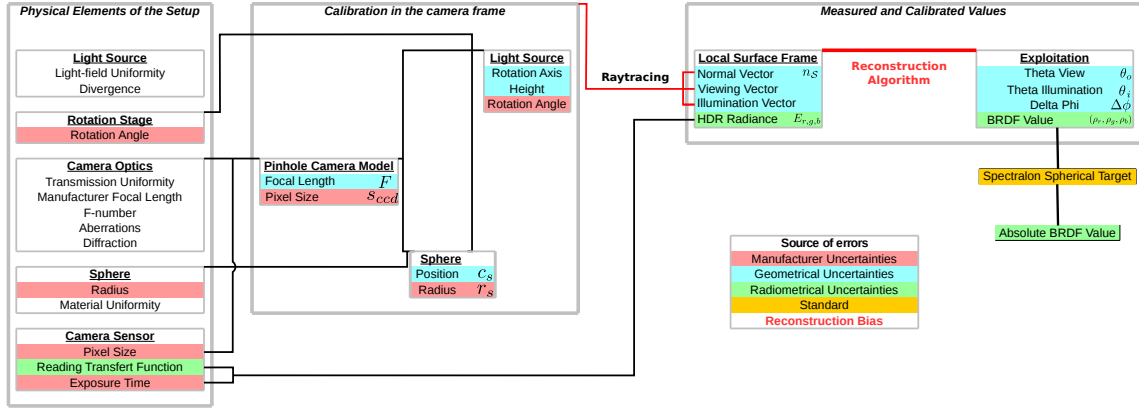 Physical Elements of the Setup
Light Source
Light-field Uniformity
Divergence
Rotation Stage
Rotation Angle
Camera Optics
Transmission Uniformity
Manufacturer Focal Length
F-number
Aberrations
Diffraction
Sphere
Radius
Material Uniformity
Camera Sensor
Pixel Size
Reading Transfert Function
Exposure Time
Calibration in the camera frame
Light Source
Rotation Axis
Height
Rotation Angle
Pinhole Camera Model
Focal Length F
Pixel Size s_{ccd}
Sphere
Position c_s
Radius r_s
Raytracing
Measured and Calibrated Values
Local Surface Frame
Normal Vector n_S
Viewing Vector
Illumination Vector
HDR Radiance E_{r,g,b}
Reconstruction
Algorithm
Exploitation
Theta View θ_o
Theta Illumination θ_i
Delta Phi Δϕ
BRDF Value (ρ_r, ρ_g, ρ_b)
Spectralon Spherical Target
Absolute BRDF Value
Source of errors
Manufacturer Uncertainties
Geometrical Uncertainties
Radiometrical Uncertainties
Standard
Reconstruction Bias